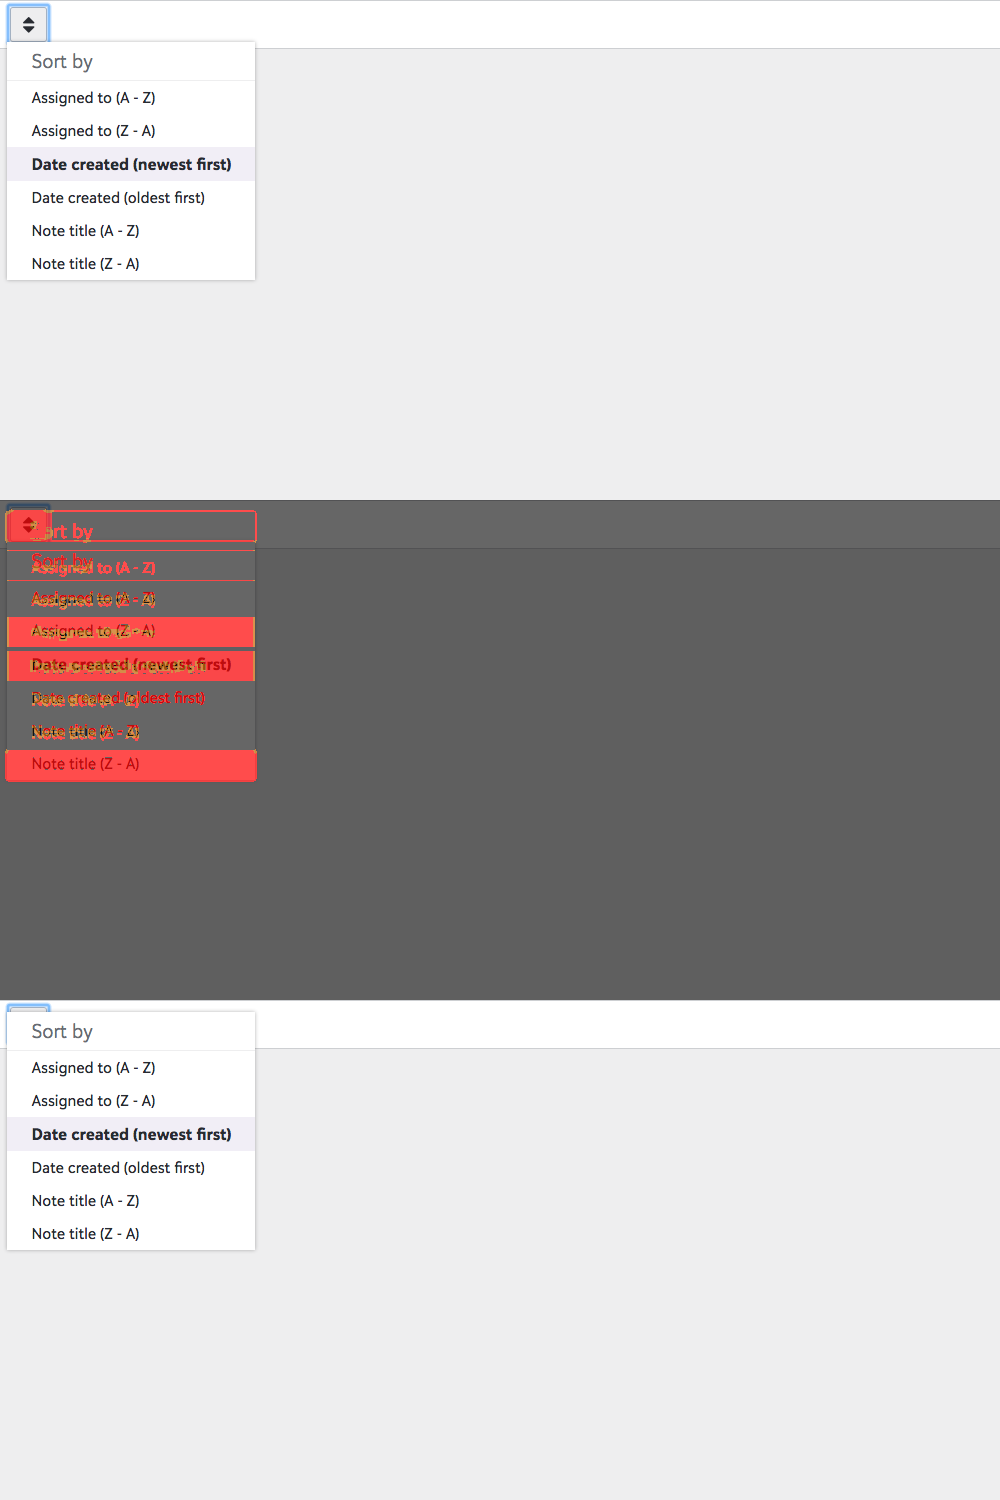 Sort by
Assigned to (A - Z)
Assigned to (Z - A)
Date created (newest first)
Date created (oldest first)
Note title (A - Z)
Note title (Z - A)
Sort by
Sort by
Assigned to (A - Z)
Assigned to (Z - A)
Assigned to (Z - A)
Date created (newest first)
Date created (oldest first)
Note title (A - Z)
Note title (Z - A)
Sort by
Assigned to (A - Z)
Assigned to (Z - A)
Date created (newest first)
Date created (oldest first)
Note title (A - Z)
Note title (Z - A)